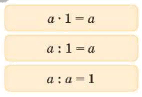 a · 1 = a
a : 1 = a
a : a = 1